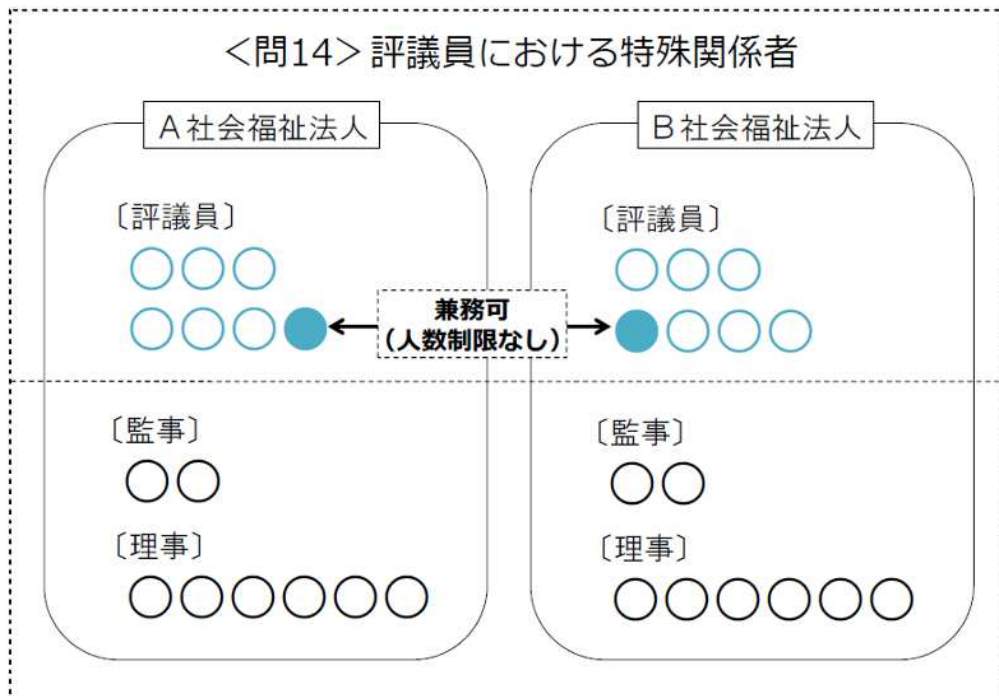 ＜問14＞評議員における特殊関係者
Ａ社会福祉法人
Ｂ社会福祉法人
〔評議員〕
〔評議員〕
兼務可
（人数制限なし）
〔監事〕
〔監事〕
〔理事〕
〔理事〕